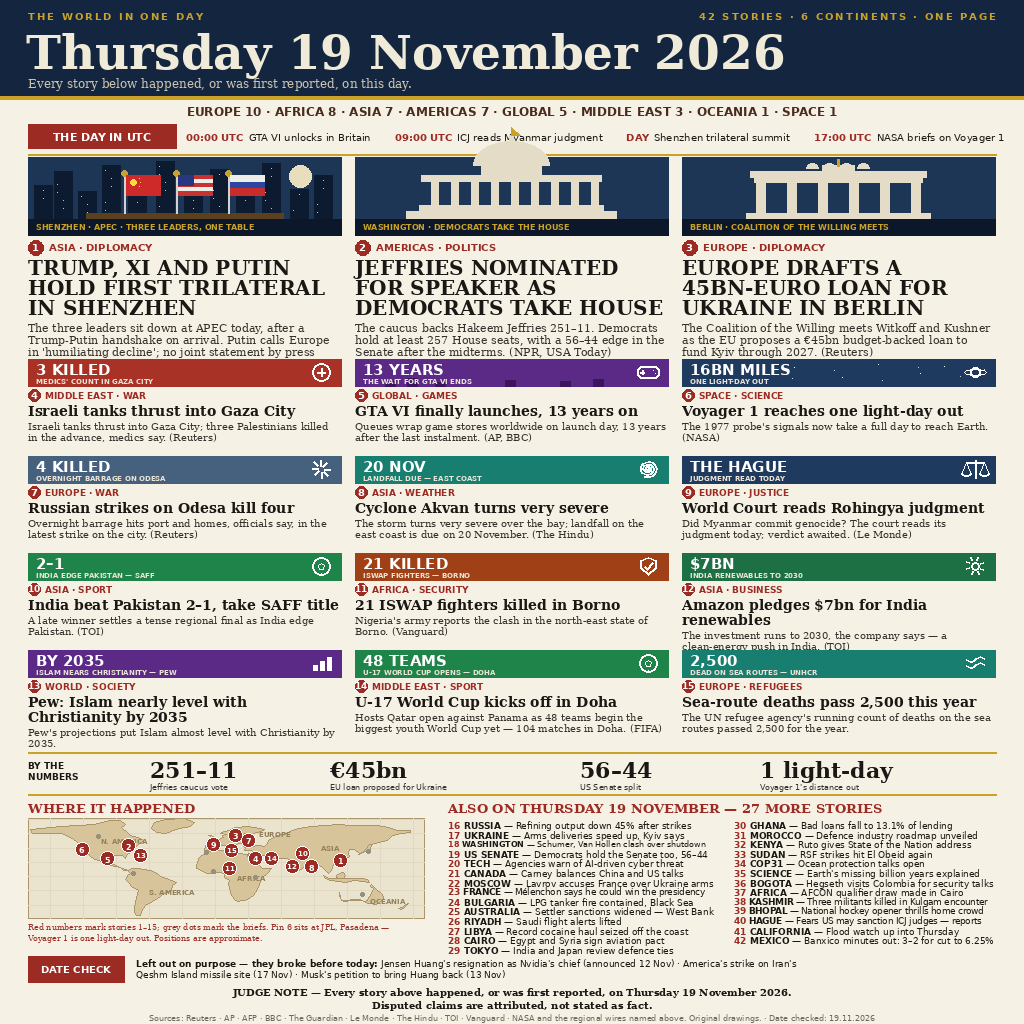 THE WORLD IN ONE DAY
42 STORIES · 6 CONTINENTS · ONE PAGE
Thursday 19 November 2026
Every story below happened, or was first reported, on this day.
EUROPE 10 · AFRICA 8 · ASIA 7 · AMERICAS 7 · GLOBAL 5 · MIDDLE EAST 3 · OCEANIA 1 · SPACE 1
THE DAY IN UTC
00:00 UTC GTA VI unlocks in Britain
09:00 UTC ICJ reads Myanmar judgment
DAY Shenzhen trilateral summit
17:00 UTC NASA briefs on Voyager 1
SHENZHEN · APEC · THREE LEADERS, ONE TABLE
1 ASIA · DIPLOMACY
TRUMP, XI AND PUTIN
HOLD FIRST TRILATERAL
IN SHENZHEN
The three leaders sit down at APEC today, after a
Trump-Putin handshake on arrival. Putin calls Europe
in 'humiliating decline'; no joint statement by press
WASHINGTON · DEMOCRATS TAKE THE HOUSE
2 AMERICAS · POLITICS
JEFFRIES NOMINATED
FOR SPEAKER AS
DEMOCRATS TAKE HOUSE
The caucus backs Hakeem Jeffries 251–11. Democrats
hold at least 257 House seats, with a 56–44 edge in the
Senate after the midterms. (NPR, USA Today)
BERLIN · COALITION OF THE WILLING MEETS
3 EUROPE · DIPLOMACY
EUROPE DRAFTS A
45BN-EURO LOAN FOR
UKRAINE IN BERLIN
The Coalition of the Willing meets Witkoff and Kushner
as the EU proposes a €45bn budget-backed loan to
fund Kyiv through 2027. (Reuters)
3 KILLED
MEDICS' COUNT IN GAZA CITY
4 MIDDLE EAST · WAR
Israeli tanks thrust into Gaza City
Israeli tanks thrust into Gaza City; three Palestinians killed
in the advance, medics say. (Reuters)
13 YEARS
THE WAIT FOR GTA VI ENDS
5 GLOBAL · GAMES
GTA VI finally launches, 13 years on
Queues wrap game stores worldwide on launch day, 13 years
after the last instalment. (AP, BBC)
16BN MILES
ONE LIGHT-DAY OUT
6 SPACE · SCIENCE
Voyager 1 reaches one light-day out
The 1977 probe's signals now take a full day to reach Earth.
(NASA)
4 KILLED
OVERNIGHT BARRAGE ON ODESA
7 EUROPE · WAR
Russian strikes on Odesa kill four
Overnight barrage hits port and homes, officials say, in the
latest strike on the city. (Reuters)
20 NOV
LANDFALL DUE — EAST COAST
8 ASIA · WEATHER
Cyclone Akvan turns very severe
The storm turns very severe over the bay; landfall on the
east coast is due on 20 November. (The Hindu)
THE HAGUE
JUDGMENT READ TODAY
9 EUROPE · JUSTICE
World Court reads Rohingya judgment
Did Myanmar commit genocide? The court reads its
judgment today; verdict awaited. (Le Monde)
2–1
INDIA EDGE PAKISTAN — SAFF
10 ASIA · SPORT
India beat Pakistan 2–1, take SAFF title
A late winner settles a tense regional final as India edge
Pakistan. (TOI)
21 KILLED
ISWAP FIGHTERS — BORNO
11 AFRICA · SECURITY
21 ISWAP fighters killed in Borno
Nigeria's army reports the clash in the north-east state of
Borno. (Vanguard)
$7BN
INDIA RENEWABLES TO 2030
12 ASIA · BUSINESS
Amazon pledges $7bn for India
renewables
The investment runs to 2030, the company says — a
clean-energy push in India. (TOI)
BY 2035
ISLAM NEARS CHRISTIANITY — PEW
13 WORLD · SOCIETY
Pew: Islam nearly level with
Christianity by 2035
Pew's projections put Islam almost level with Christianity by
2035.
48 TEAMS
U-17 WORLD CUP OPENS — DOHA
14 MIDDLE EAST · SPORT
U-17 World Cup kicks off in Doha
Hosts Qatar open against Panama as 48 teams begin the
biggest youth World Cup yet — 104 matches in Doha. (FIFA)
2,500
DEAD ON SEA ROUTES — UNHCR
15 EUROPE · REFUGEES
Sea-route deaths pass 2,500 this year
The UN refugee agency's running count of deaths on the sea
routes passed 2,500 for the year.
BY THE
NUMBERS
251–11
Jeffries caucus vote
€45bn
EU loan proposed for Ukraine
56–44
US Senate split
1 light-day
Voyager 1's distance out
WHERE IT HAPPENED
N. AMERICA
S. AMERICA
EUROPE
AFRICA
ASIA
OCEANIA
6
5
2
13
9
3
7
15
11
4
14
10
12
8
1
Red numbers mark stories 1–15; grey dots mark the briefs. Pin 6 sits at JPL, Pasadena —
Voyager 1 is one light-day out. Positions are approximate.
ALSO ON THURSDAY 19 NOVEMBER — 27 MORE STORIES
16 RUSSIA — Refining output down 45% after strikes
17 UKRAINE — Arms deliveries speed up, Kyiv says
18 WASHINGTON — Schumer, Van Hollen clash over shutdown
19 US SENATE — Democrats hold the Senate too, 56–44
20 TECH — Agencies warn of AI-driven cyber threat
21 CANADA — Carney balances China and US talks
22 MOSCOW — Lavrov accuses France over Ukraine arms
23 FRANCE — Mélenchon says he could win the presidency
24 BULGARIA — LPG tanker fire contained, Black Sea
25 AUSTRALIA — Settler sanctions widened — West Bank
26 RIYADH — Saudi flight alerts lifted
27 LIBYA — Record cocaine haul seized off the coast
28 CAIRO — Egypt and Syria sign aviation pact
29 TOKYO — India and Japan review defence ties
30 GHANA — Bad loans fall to 13.1% of lending
31 MOROCCO — Defence industry roadmap unveiled
32 KENYA — Ruto gives State of the Nation address
33 SUDAN — RSF strikes hit El Obeid again
34 COP31 — Ocean protection talks open
35 SCIENCE — Earth's missing billion years explained
36 BOGOTA — Hegseth visits Colombia for security talks
37 AFRICA — AFCON qualifier draw made in Cairo
38 KASHMIR — Three militants killed in Kulgam encounter
39 BHOPAL — National hockey opener thrills home crowd
40 HAGUE — Fears US may sanction ICJ judges — reports
41 CALIFORNIA — Flood watch up into Thursday
42 MEXICO — Banxico minutes out: 3–2 for cut to 6.25%
DATE CHECK
Left out on purpose — they broke before today: Jensen Huang's resignation as Nvidia's chief (announced 12 Nov) · America's strike on Iran's
Qeshm Island missile site (17 Nov) · Musk's petition to bring Huang back (13 Nov)
JUDGE NOTE — Every story above happened, or was first reported, on Thursday 19 November 2026.
Disputed claims are attributed, not stated as fact.
Sources: Reuters · AP · AFP · BBC · The Guardian · Le Monde · The Hindu · TOI · Vanguard · NASA and the regional wires named above. Original drawings. · Date checked: 19.11.2026